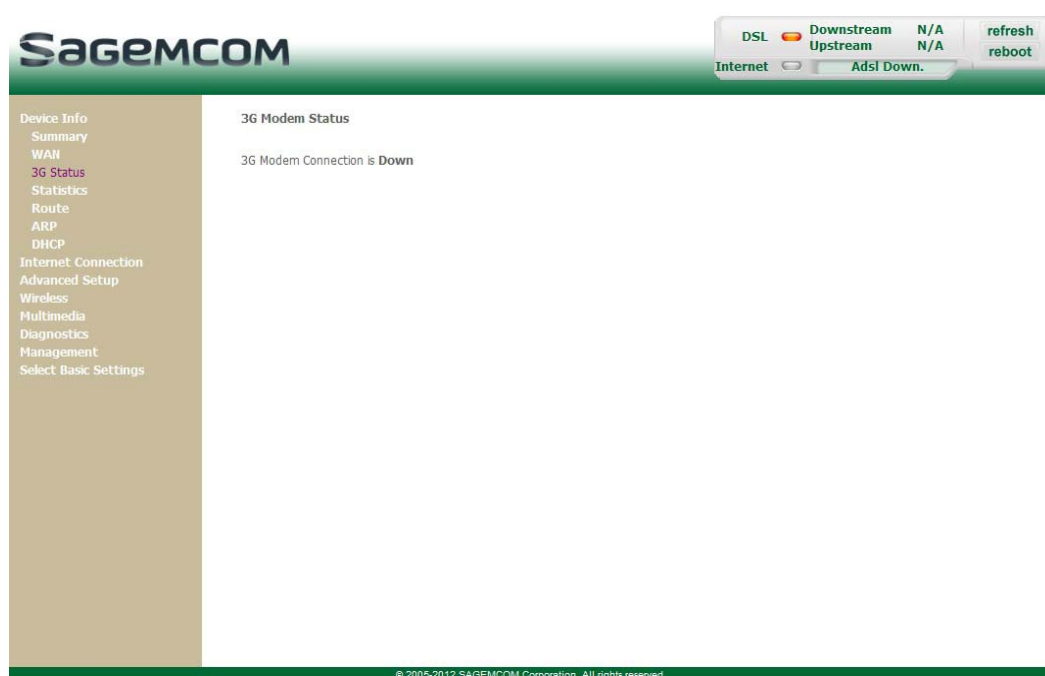 Sagemcom
DSL Downstream N/A
Upstream N/A
Internet Adsl Down.
refresh
reboot
Device Info
Summary
WAN
3G Status
Statistics
Route
ARP
DHCP
Internet Connection
Advanced Setup
Wireless
Multimedia
Diagnostics
Management
Select Basic Settings
3G Modem Status
3G Modem Connection is Down
© 2005-2012 SAGEMCOM Corporation. All rights reserved.